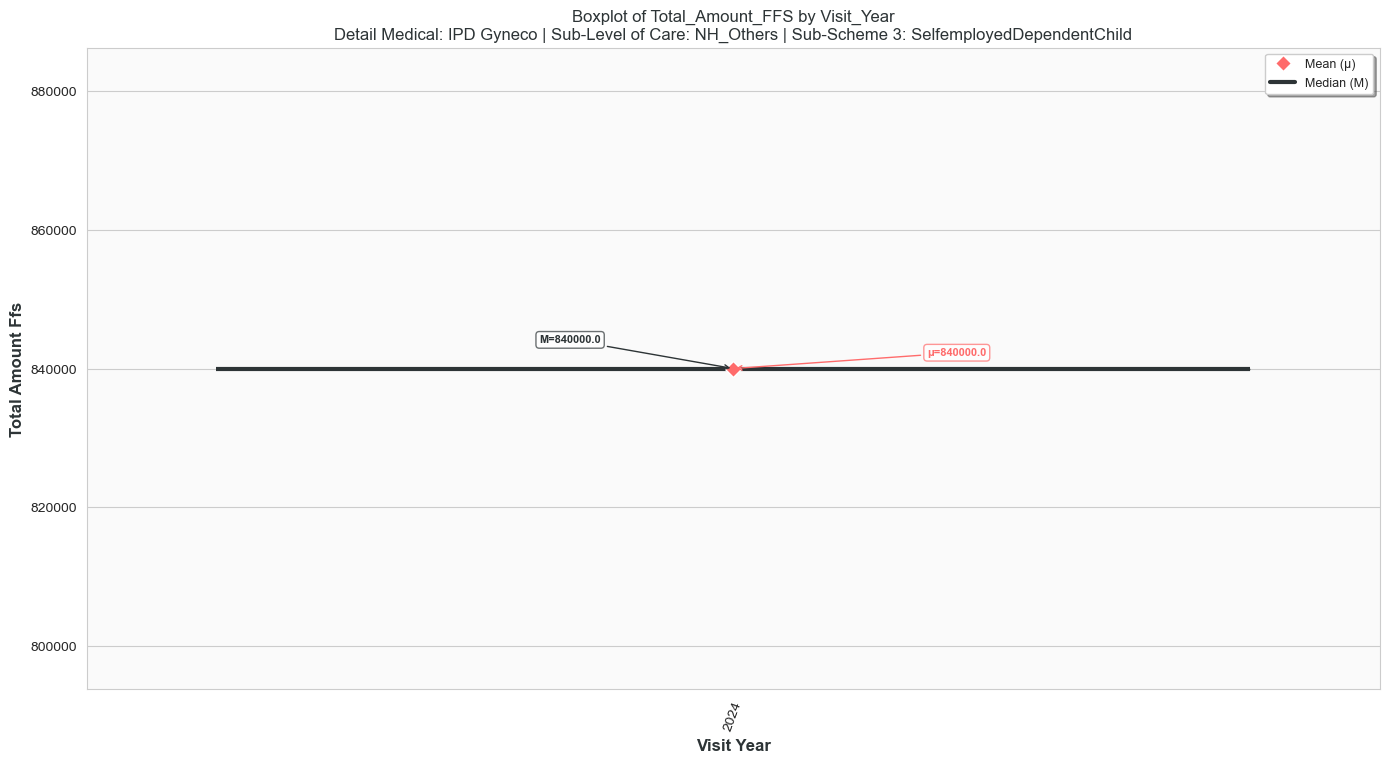 Boxplot of Total_Amount_FFS by Visit_Year
Detail Medical: IPD Gyneco | Sub-Level of Care: NH_Others | Sub-Scheme 3: SelfemployedDependentChild
Mean (μ)
Median (M)
880000
860000
840000
820000
800000
Total Amount Ffs
M=840000.0
μ=840000.0
2024
Visit Year